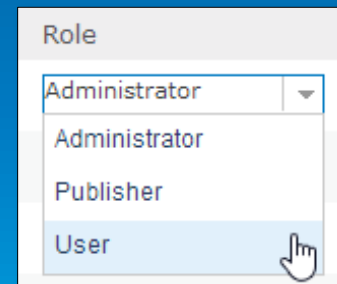 Role
Administrator
Administrator
Publisher
User